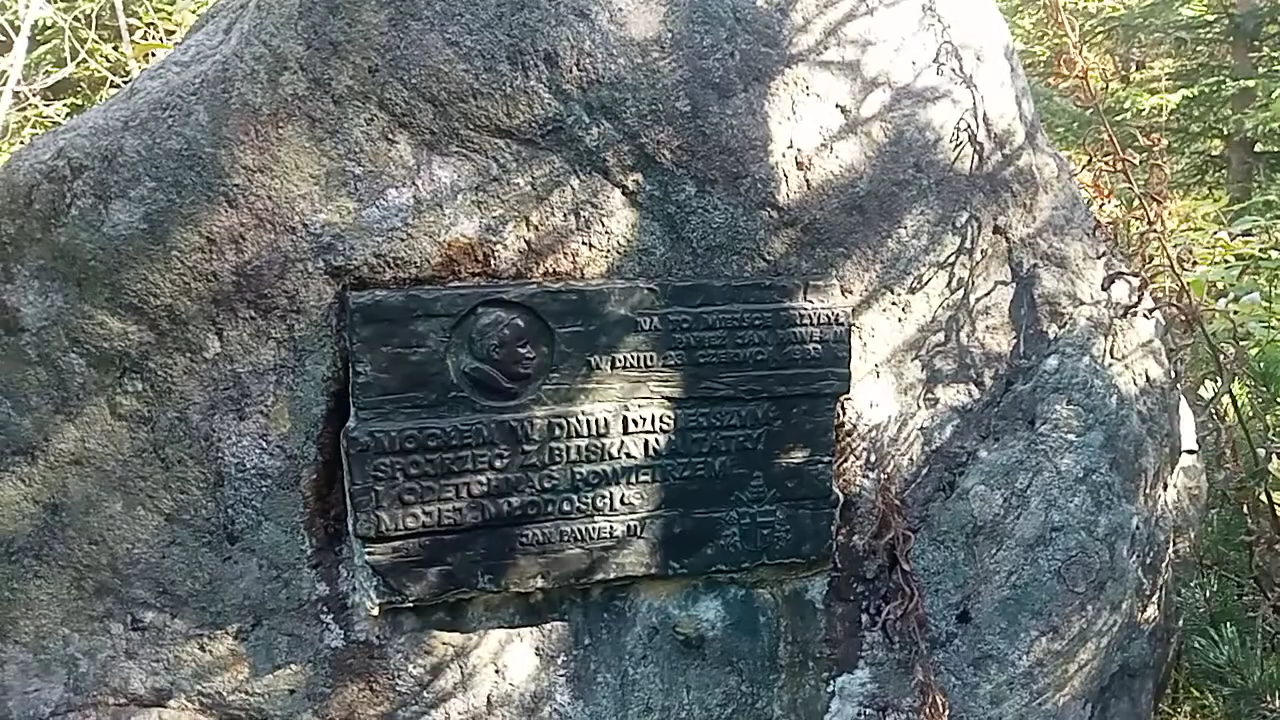 NA TO MIEJSCE PRZYBYŁ
PAPIEŻ JAN PAWEŁ II
W DNIU 23 CZERWCA 1983
"MOGŁEM W DNIU DZISIEJSZYM
SPOJRZEĆ Z BLISKA NA TATRY
I ODETCHNĄĆ POWIETRZEM
MOJEJ MŁODOŚCI"
JAN PAWEŁ II